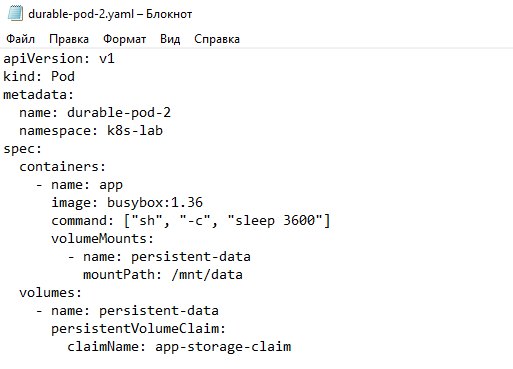 durable-pod-2.yaml – Блокнот
Файл Правка Формат Вид Справка
apiVersion: v1
kind: Pod
metadata:
  name: durable-pod-2
  namespace: k8s-lab
spec:
  containers:
    - name: app
      image: busybox:1.36
      command: ["sh", "-c", "sleep 3600"]
      volumeMounts:
        - name: persistent-data
          mountPath: /mnt/data
  volumes:
    - name: persistent-data
      persistentVolumeClaim:
        claimName: app-storage-claim